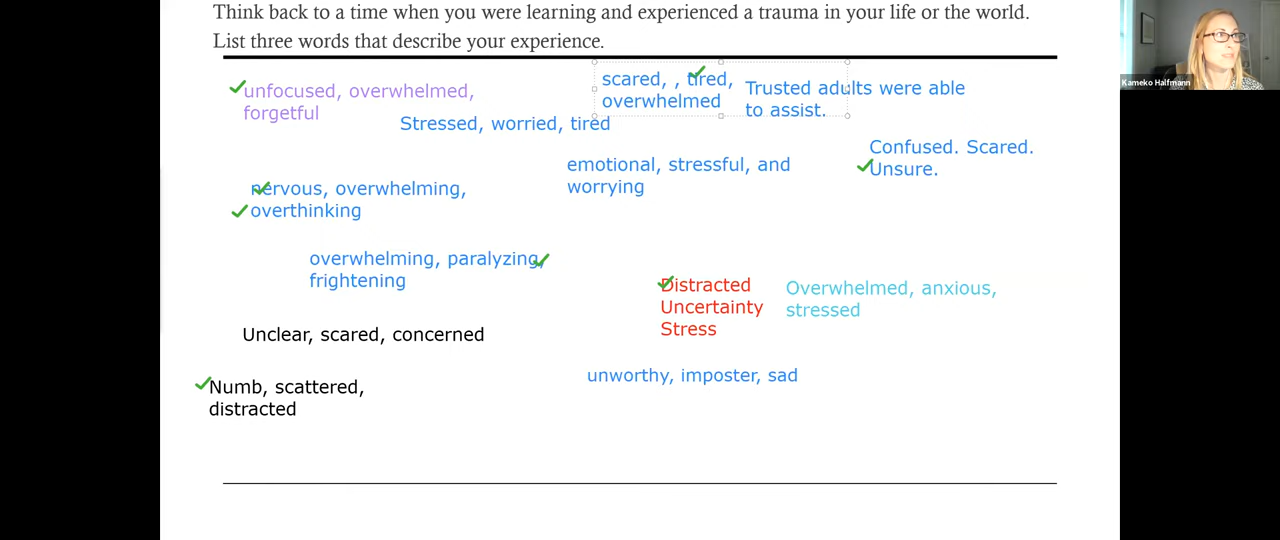 Think back to a time when you were learning and experienced a trauma in your life or the world.
List three words that describe your experience.
Kameko Halfmann
unfocused, overwhelmed,
forgetful
scared, , tired,
overwhelmed
Trusted adults were able
to assist.
Stressed, worried, tired
Confused. Scared.
Unsure.
emotional, stressful, and
worrying
nervous, overwhelming,
overthinking
overwhelming, paralyzing,
frightening
Distracted
Uncertainty
Stress
Overwhelmed, anxious,
stressed
Unclear, scared, concerned
unworthy, imposter, sad
Numb, scattered,
distracted